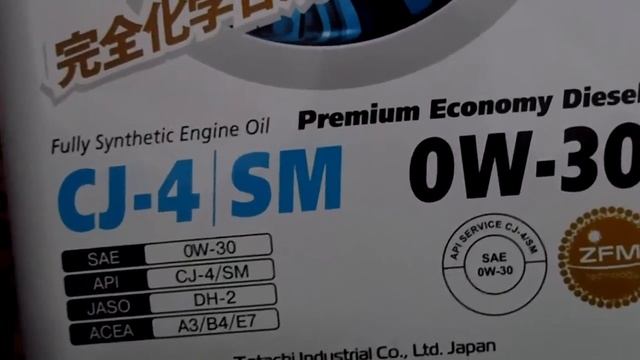 完全化学合成
Premium Economy Diesel
Fully Synthetic Engine Oil
CJ-4 SM 0W-30
SAE 0W-30
API CJ-4/SM
JASO DH-2
ACEA A3/B4/E7
API SERVICE CJ-4/SM
SAE
0W-30
ZFM
Totachi Industrial Co., Ltd. Japan